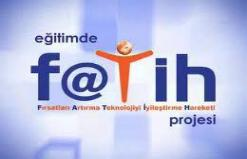 eğitimde
f@Tih
Fırsatları Artırma Teknolojiyi İyileştirme Hareketi
projesi